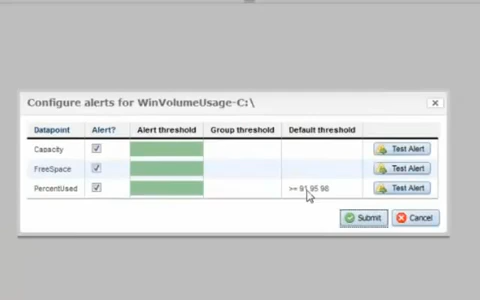 Configure alerts for WinVolumeUsage-C:\
Datapoint Alert? Alert threshold Group threshold Default threshold
Capacity Test Alert
FreeSpace Test Alert
PercentUsed >= 91 95 98 Test Alert
Submit Cancel